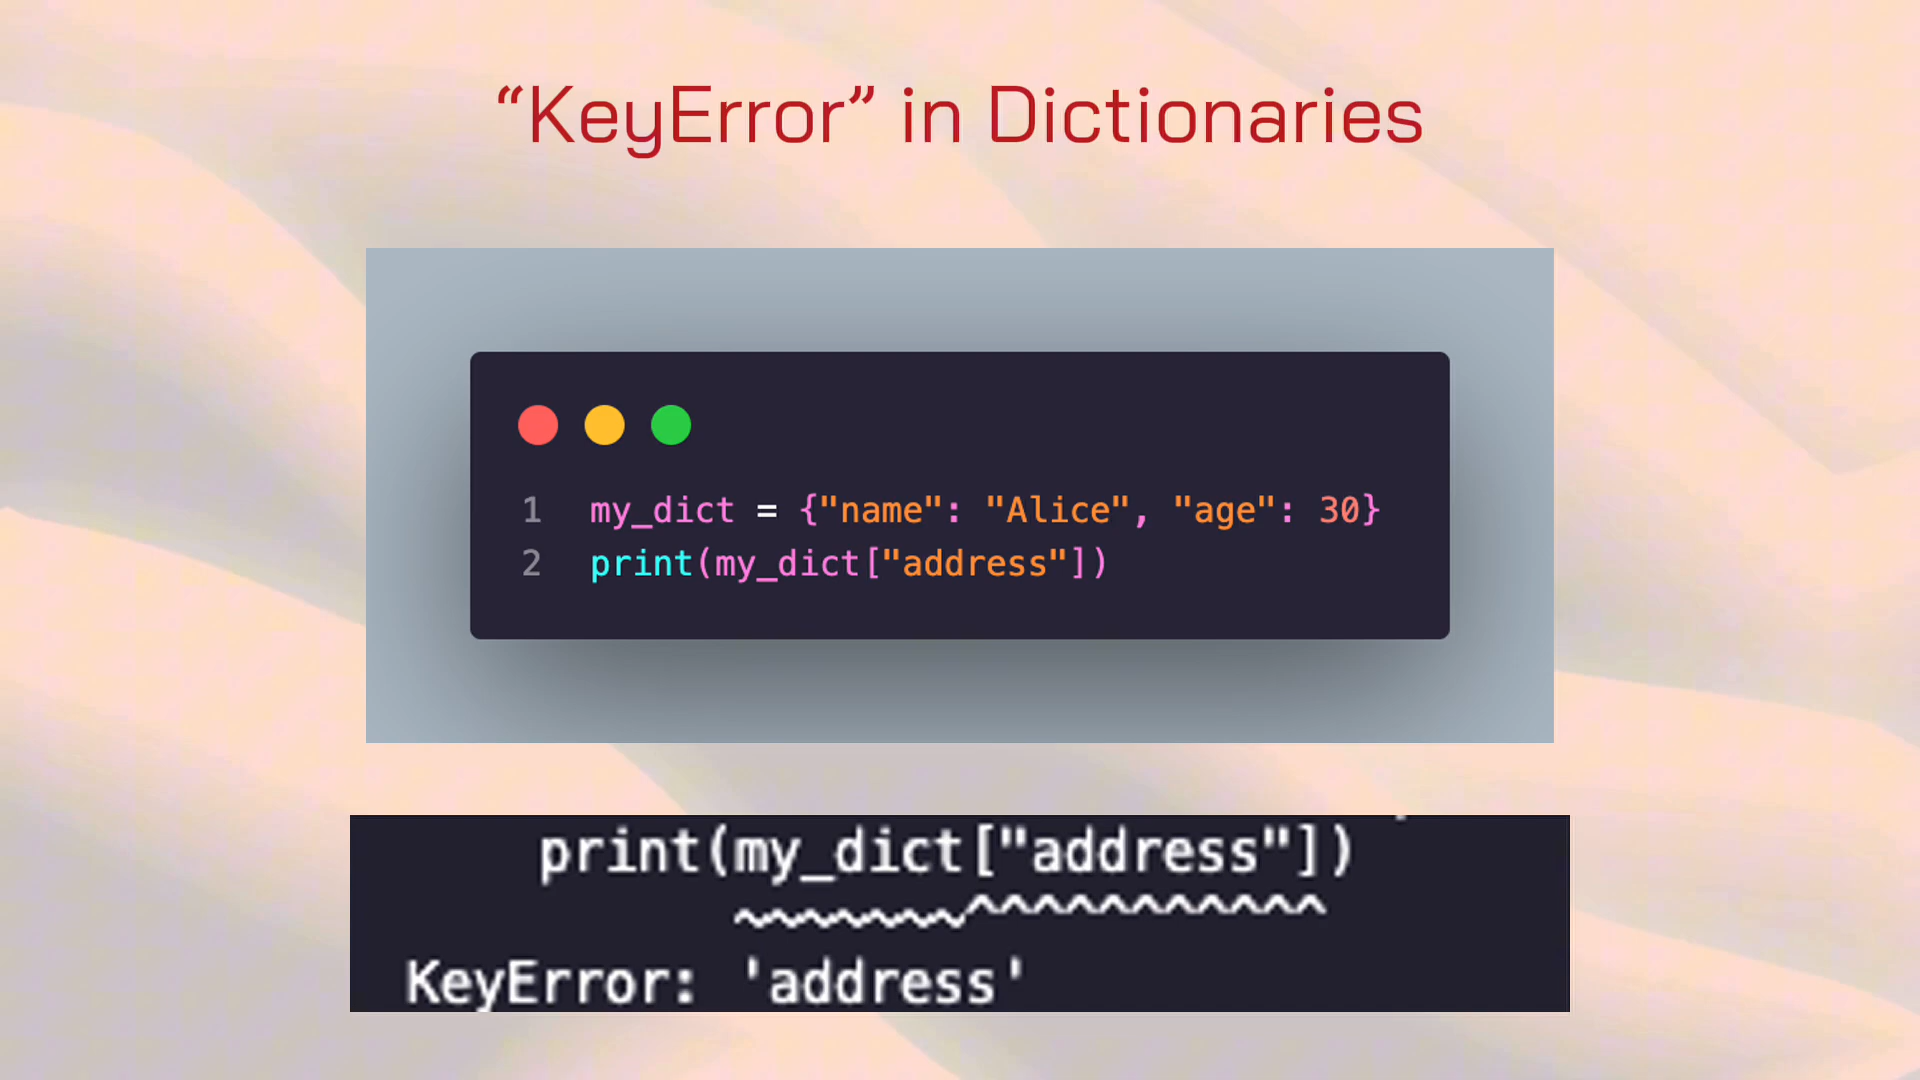 “KeyError” in Dictionaries
1 my_dict = {"name": "Alice", "age": 30}
2 print(my_dict["address"])
print(my_dict["address"])
~~~~~~~^^^^^^^^^^^
KeyError: 'address'